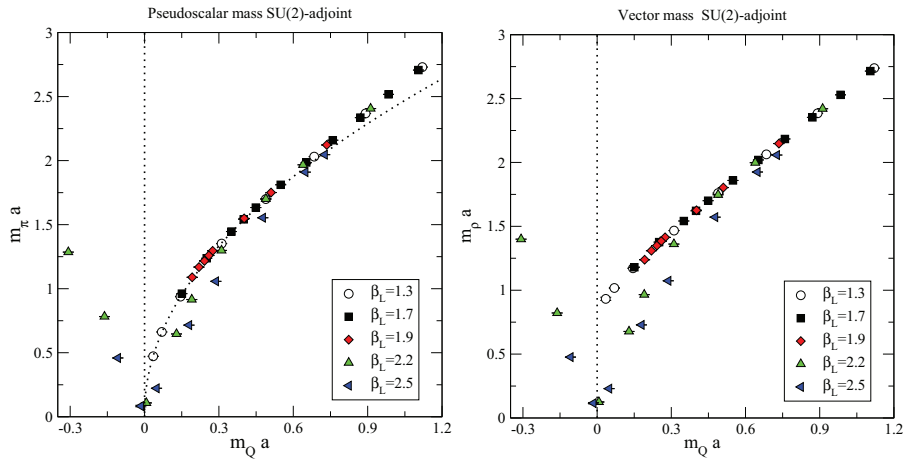 Pseudoscalar mass SU(2)-adjoint
3
2.5
2
1.5
1
0.5
0
m_π a
-0.3 0 0.3 0.6 0.9 1.2
m_Q a
β_L=1.3
β_L=1.7
β_L=1.9
β_L=2.2
β_L=2.5
Vector mass SU(2)-adjoint
3
2.5
2
1.5
1
0.5
0
m_ρ a
-0.3 0 0.3 0.6 0.9 1.2
m_Q a
β_L=1.3
β_L=1.7
β_L=1.9
β_L=2.2
β_L=2.5